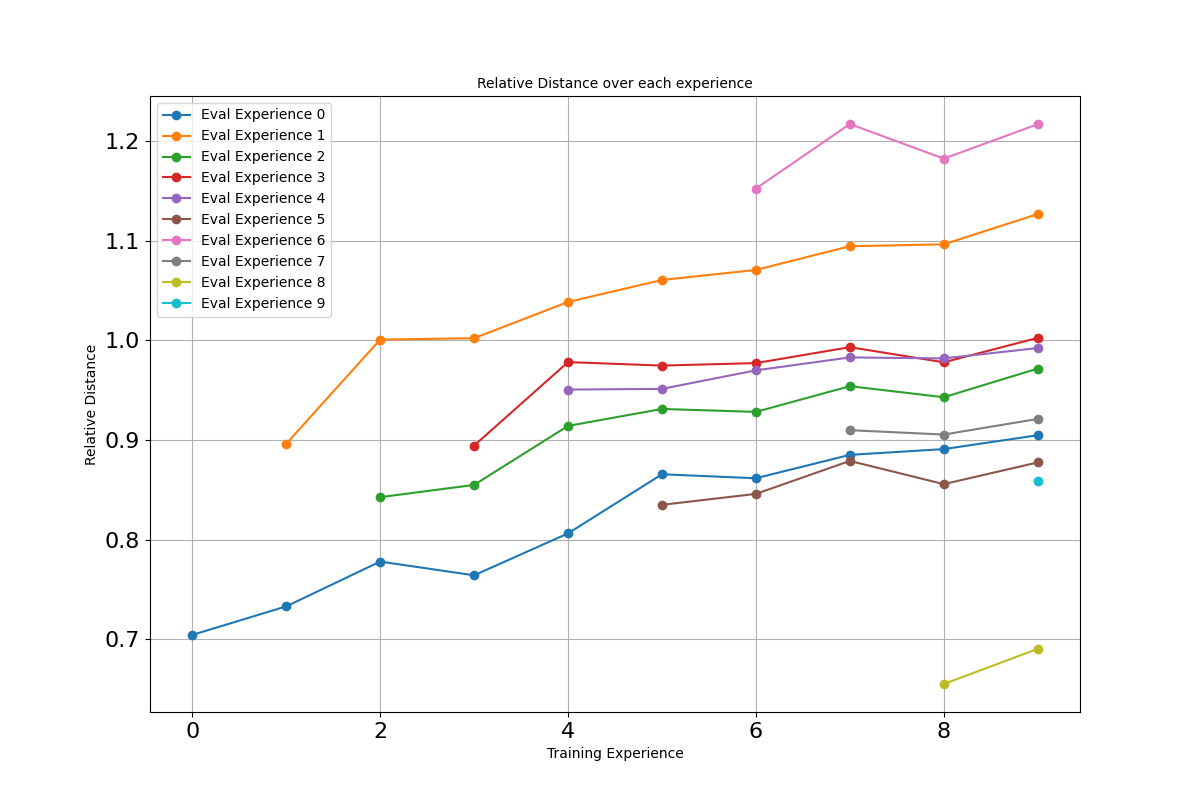 Relative Distance over each experience
Eval Experience 0
Eval Experience 1
Eval Experience 2
Eval Experience 3
Eval Experience 4
Eval Experience 5
Eval Experience 6
Eval Experience 7
Eval Experience 8
Eval Experience 9
1.2
1.1
1.0
0.9
0.8
0.7
Relative Distance
0 2 4 6 8
Training Experience